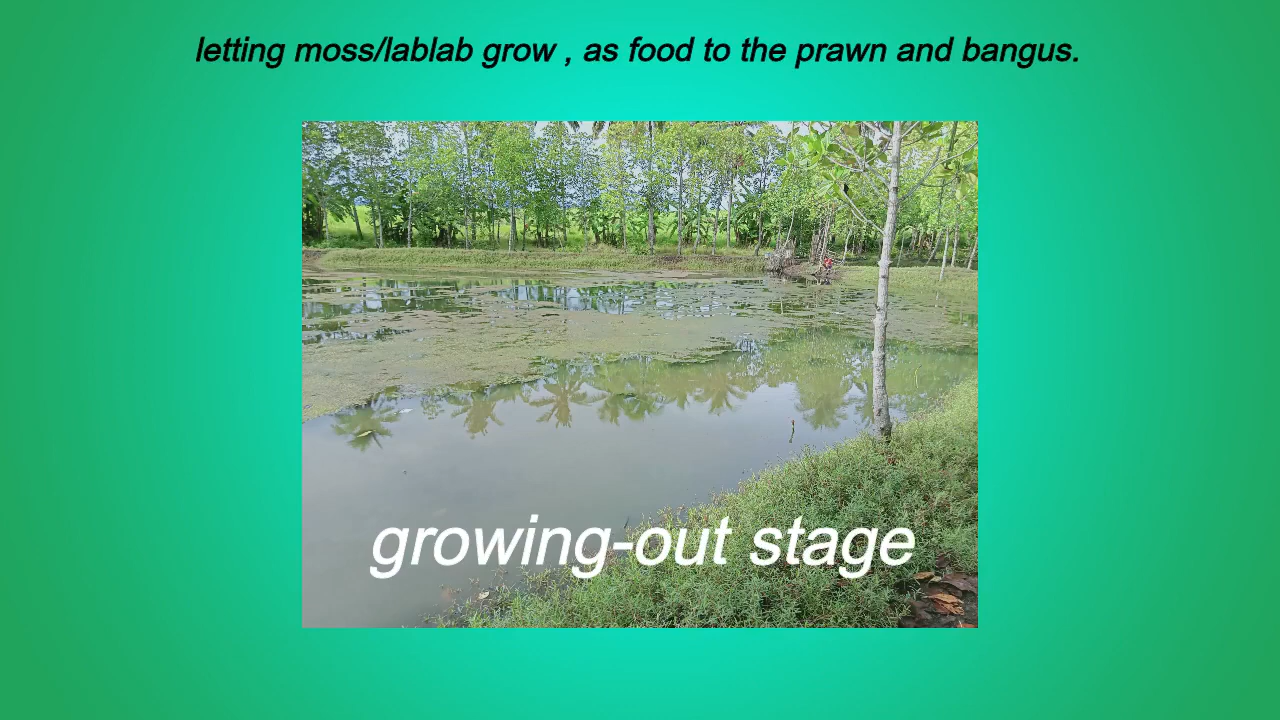 letting moss/lablab grow , as food to the prawn and bangus.
growing-out stage